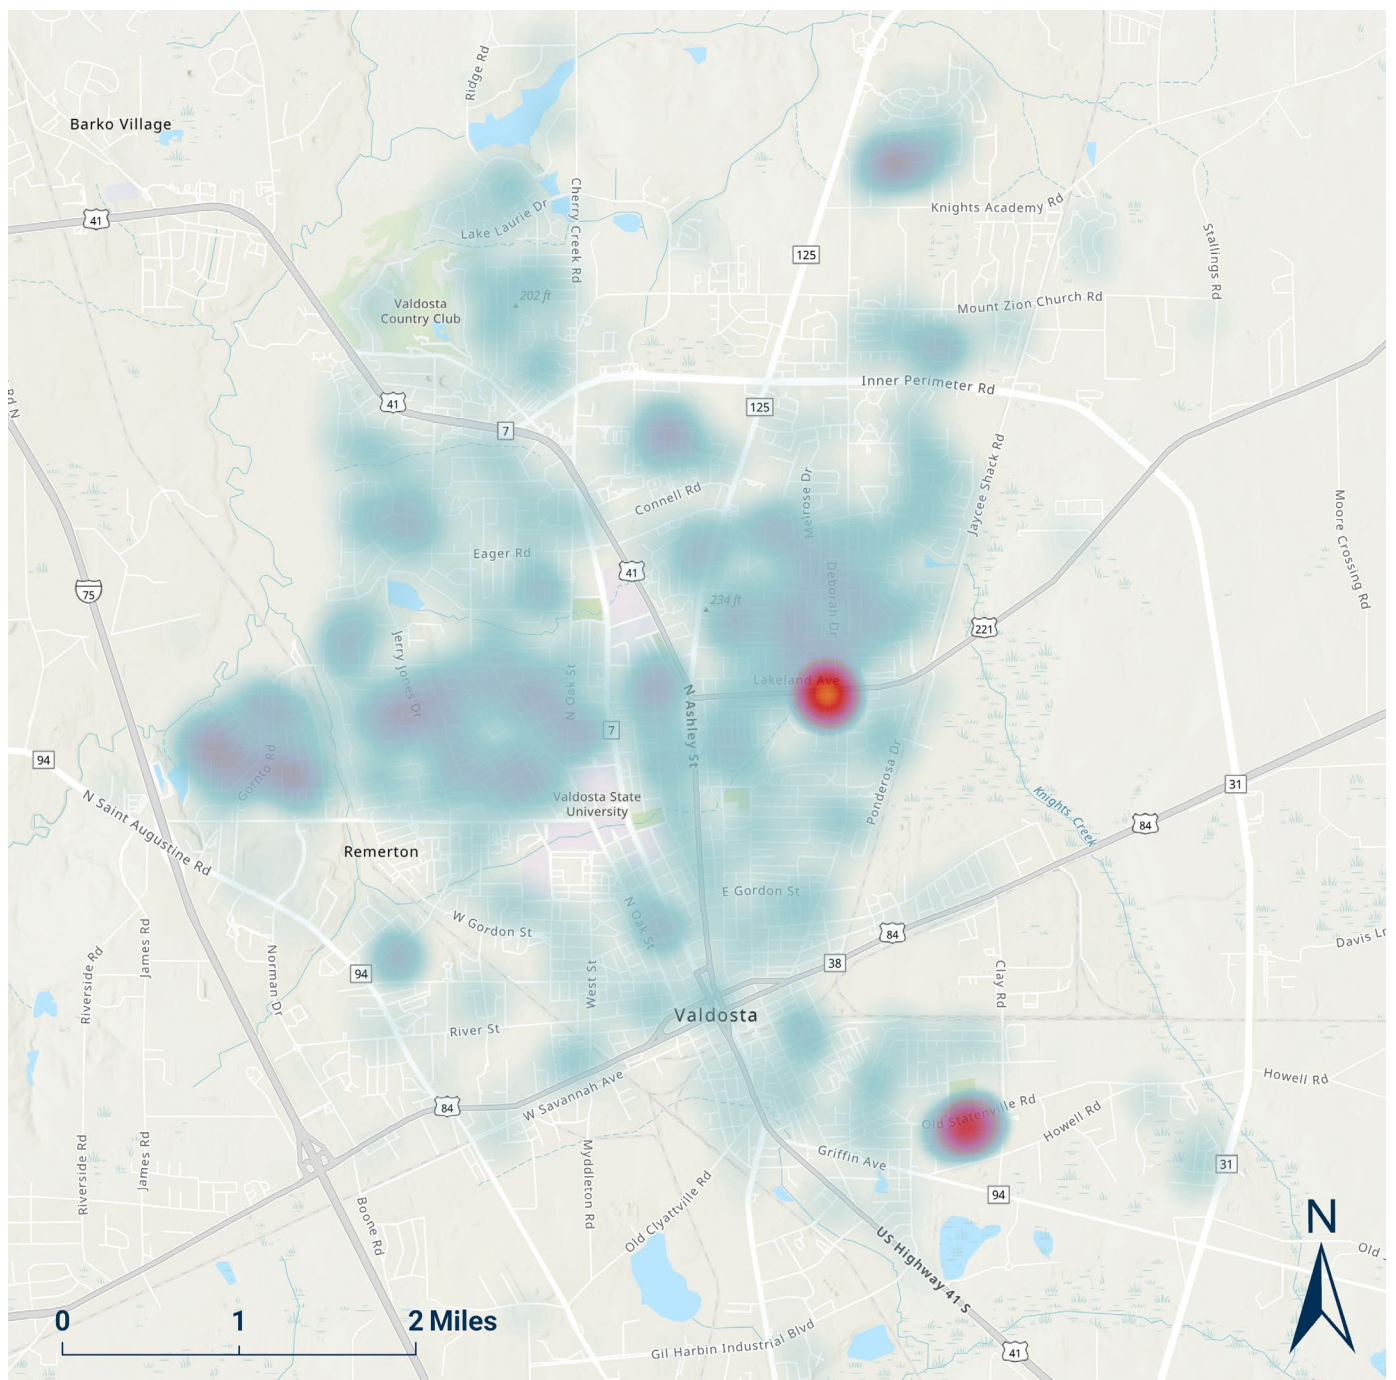 Ridge Rd
Barko Village
41
Lake Laurie Dr
Cherry Creek Rd
Knights Academy Rd
125
Stallings Rd
202 ft
Valdosta
Country Club
Mount Zion Church Rd
Inner Perimeter Rd
Rd N
41
125
7
Jaycee Shack Rd
Melrose Dr
Connell Rd
Moore Crossing Rd
Eager Rd
41
75
Deborah Dr
234 ft
221
Jerry Jones Dr
N Oak St
Lakeland Ave
N Ashley St
7
94
Gornto Rd
Ponderosa Dr
31
N Saint Augustine Rd
Valdosta State
University
Knights Creek
84
Remerton
E Gordon St
W Gordon St
N Oak St
84
Davis Ln
38
94
James Rd
Riverside Rd
Norman Dr
West St
Clay Rd
Valdosta
River St
Howell Rd
W Savannah Ave
84
Old Statenville Rd
Howell Rd
Griffin Ave
31
Riverside Rd
James Rd
Myddleton Rd
94
Old Clyattville Rd
Boone Rd
N
US Highway 41 S
Old
0 1 2 Miles
Gil Harbin Industrial Blvd
41